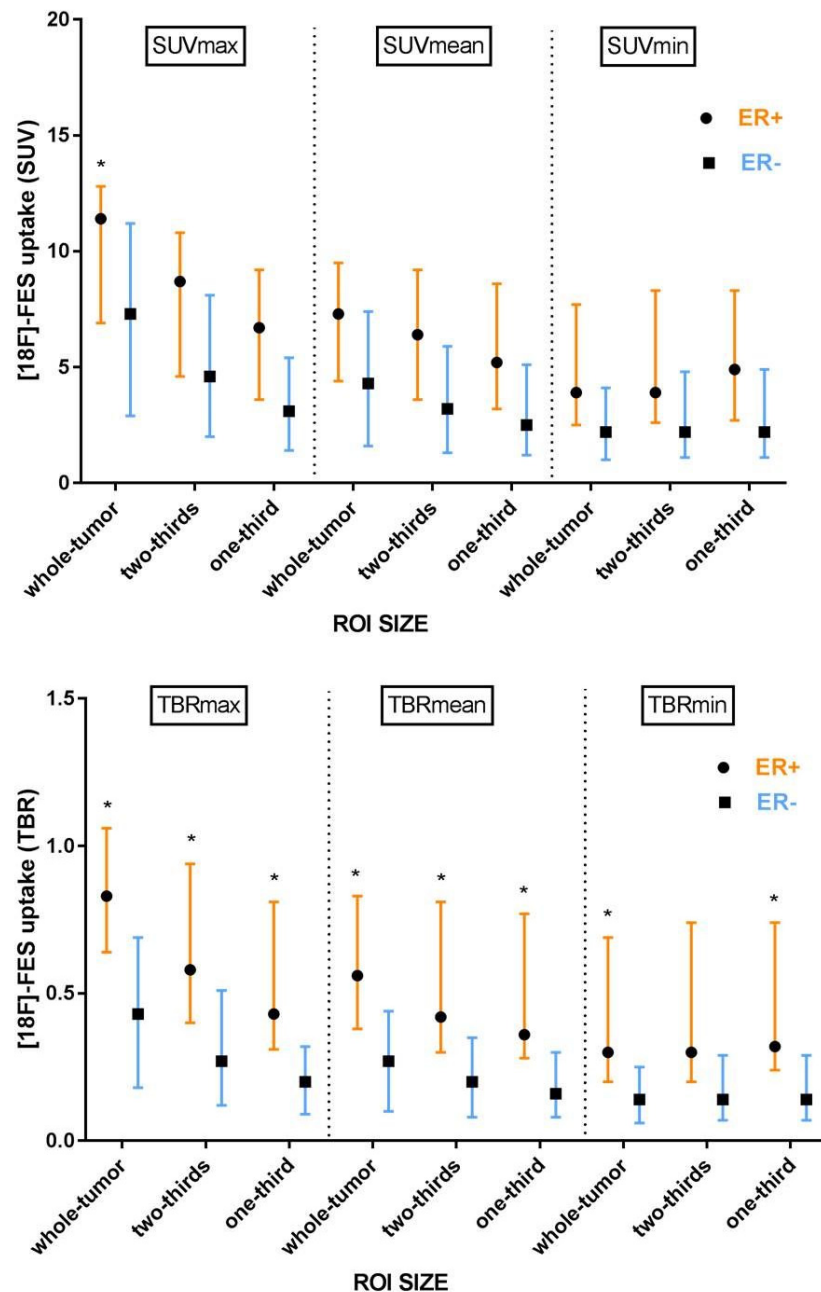 20
SUVmax
SUVmean
SUVmin
ER+
ER-
15
*
10
5
0
[18F]-FES uptake (SUV)
whole-tumor
two-thirds
one-third
whole-tumor
two-thirds
one-third
whole-tumor
two-thirds
one-third
ROI SIZE
1.5
TBRmax
TBRmean
TBRmin
ER+
ER-
1.0
*
*
*
*
*
*
*
*
0.5
0.0
[18F]-FES uptake (TBR)
whole-tumor
two-thirds
one-third
whole-tumor
two-thirds
one-third
whole-tumor
two-thirds
one-third
ROI SIZE